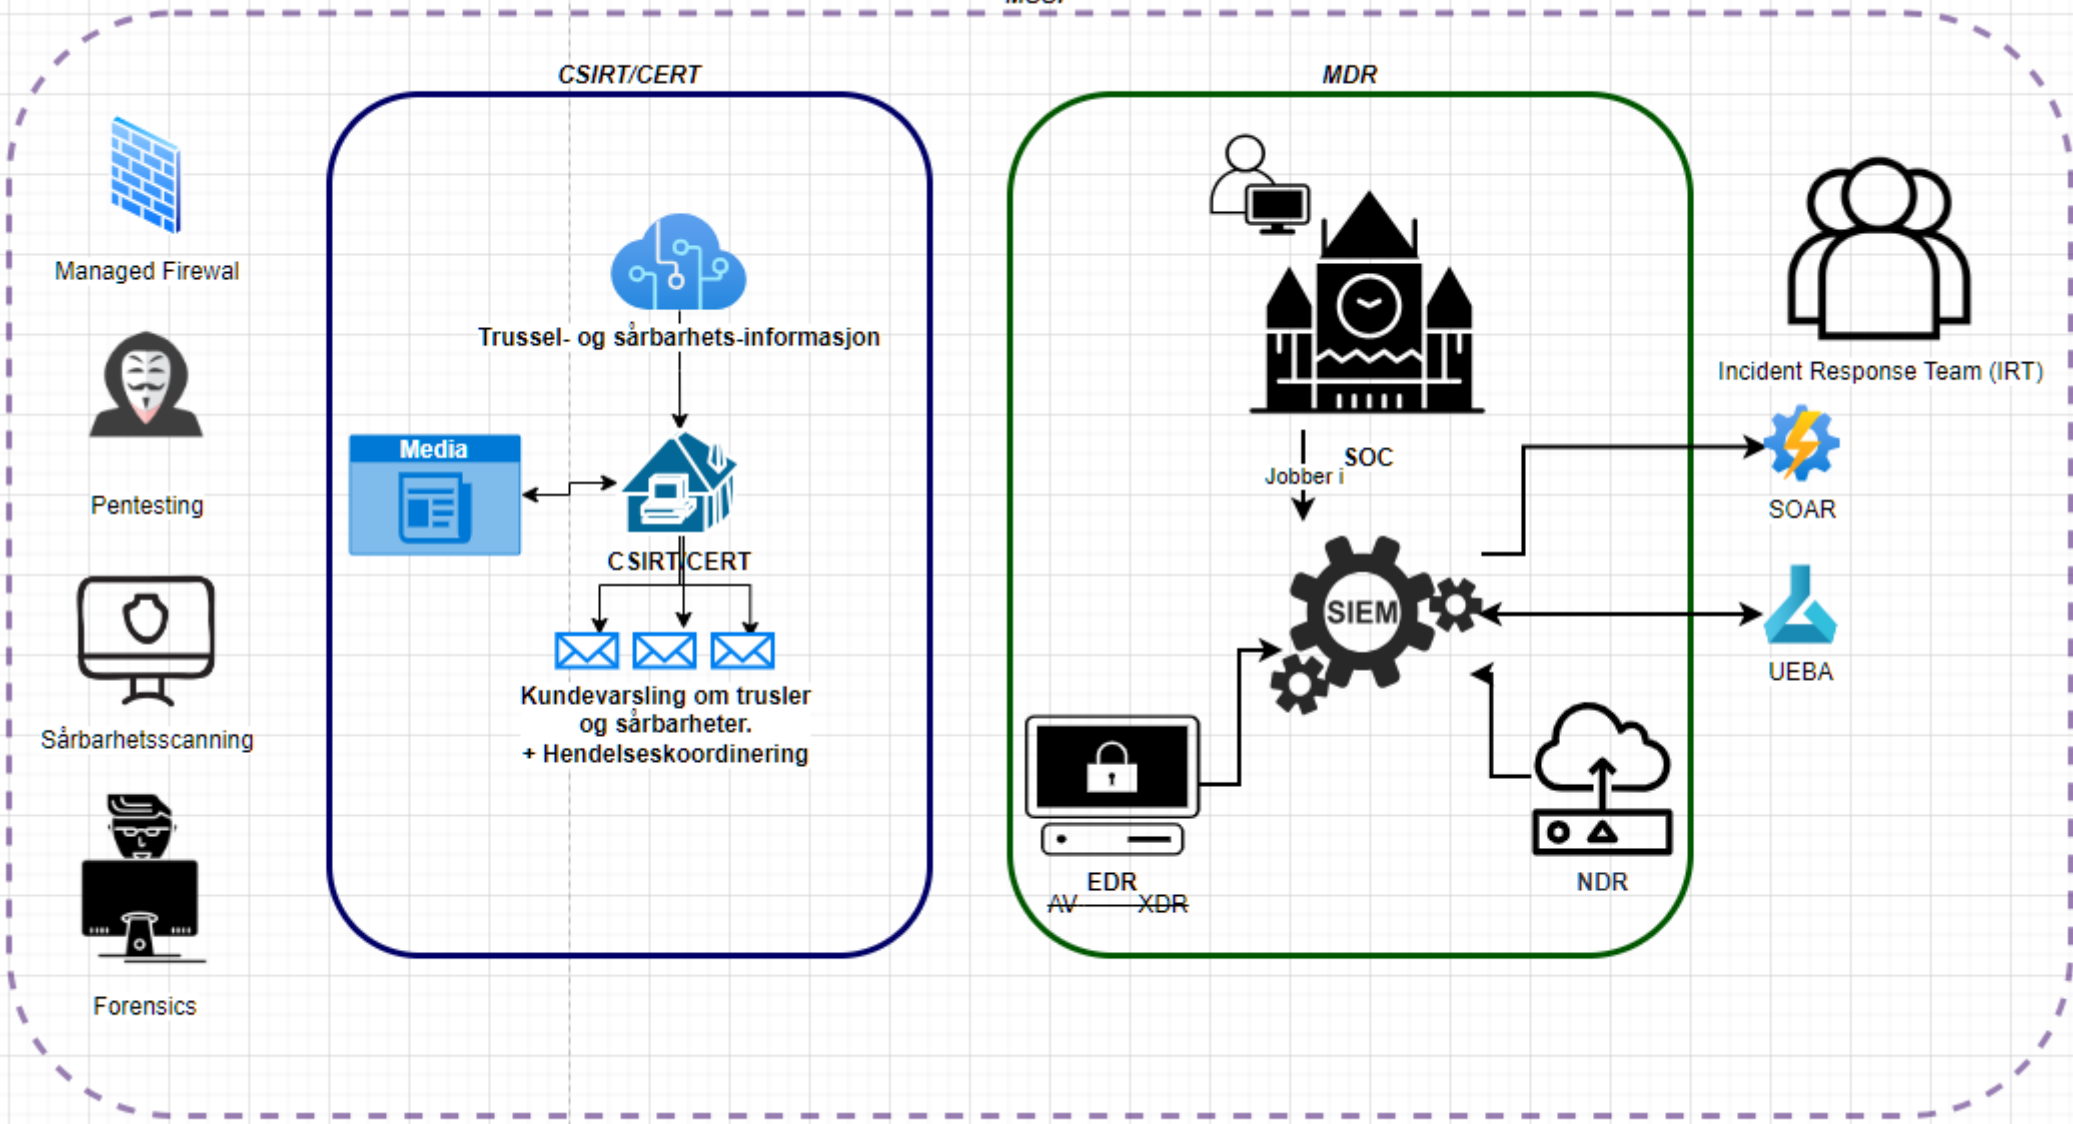 CSIRT/CERT
MDR
Managed Firewal
Pentesting
Sårbarhetsscanning
Forensics
Trussel- og sårbarhets-informasjon
Media
CSIRT/CERT
Kundevarsling om trusler
og sårbarheter.
+ Hendelseskoordinering
SOC
Jobber i
SIEM
EDR
AV XDR
NDR
Incident Response Team (IRT)
SOAR
UEBA